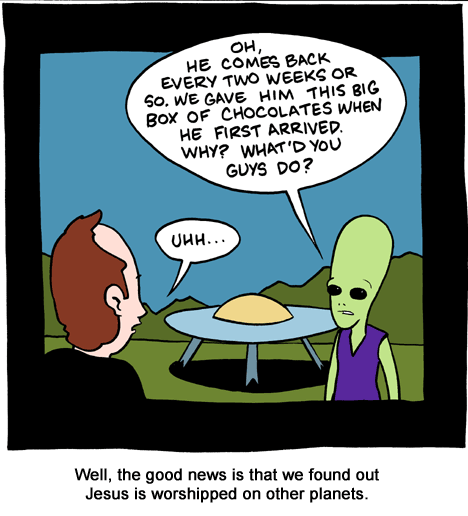 OH,
HE COMES BACK
EVERY TWO WEEKS OR
SO. WE GAVE HIM THIS BIG
BOX OF CHOCOLATES WHEN
HE FIRST ARRIVED.
WHY? WHAT'D YOU
GUYS DO?
UHH...
Well, the good news is that we found out
Jesus is worshipped on other planets.